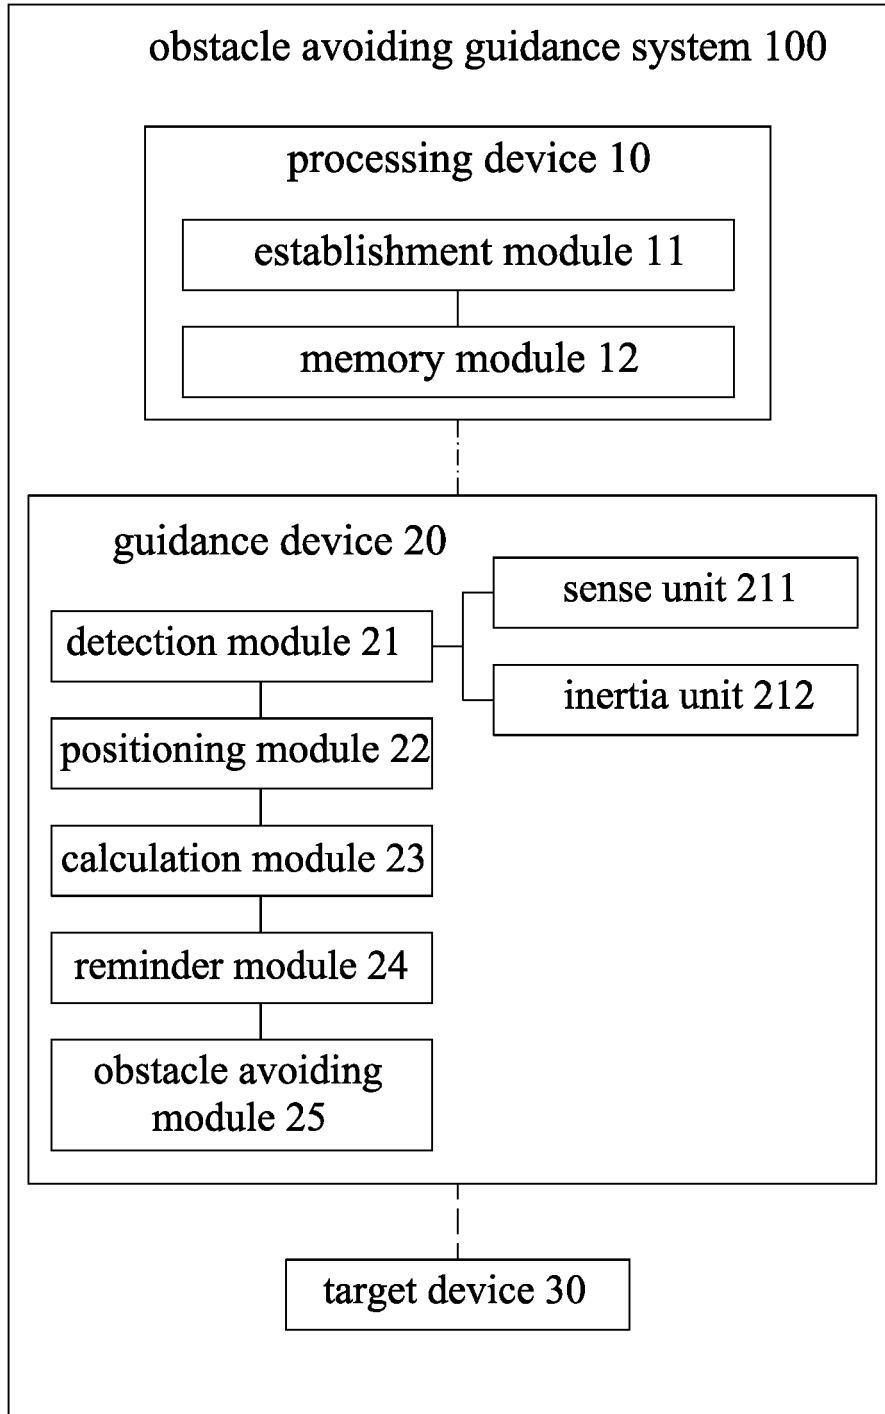 obstacle avoiding guidance system 100
processing device 10
establishment module 11
memory module 12
guidance device 20
sense unit 211
detection module 21
inertia unit 212
positioning module 22
calculation module 23
reminder module 24
obstacle avoiding
module 25
target device 30